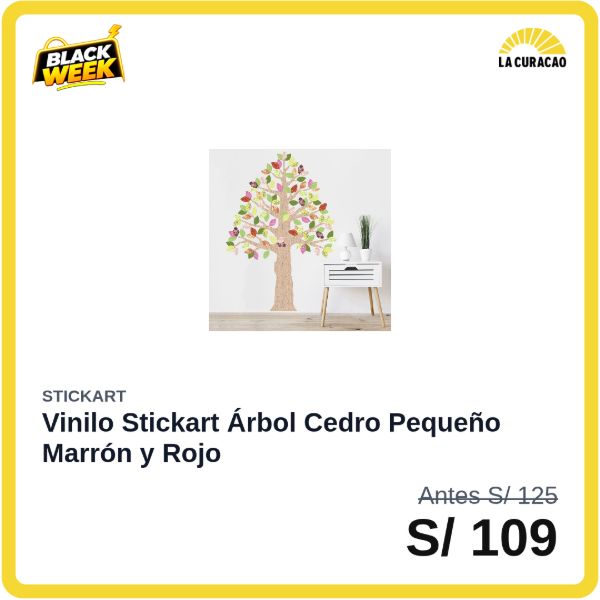 BLACK
WEEK
LA CURACAO
STICKART
Vinilo Stickart Árbol Cedro Pequeño
Marrón y Rojo
Antes S/ 125
S/ 109